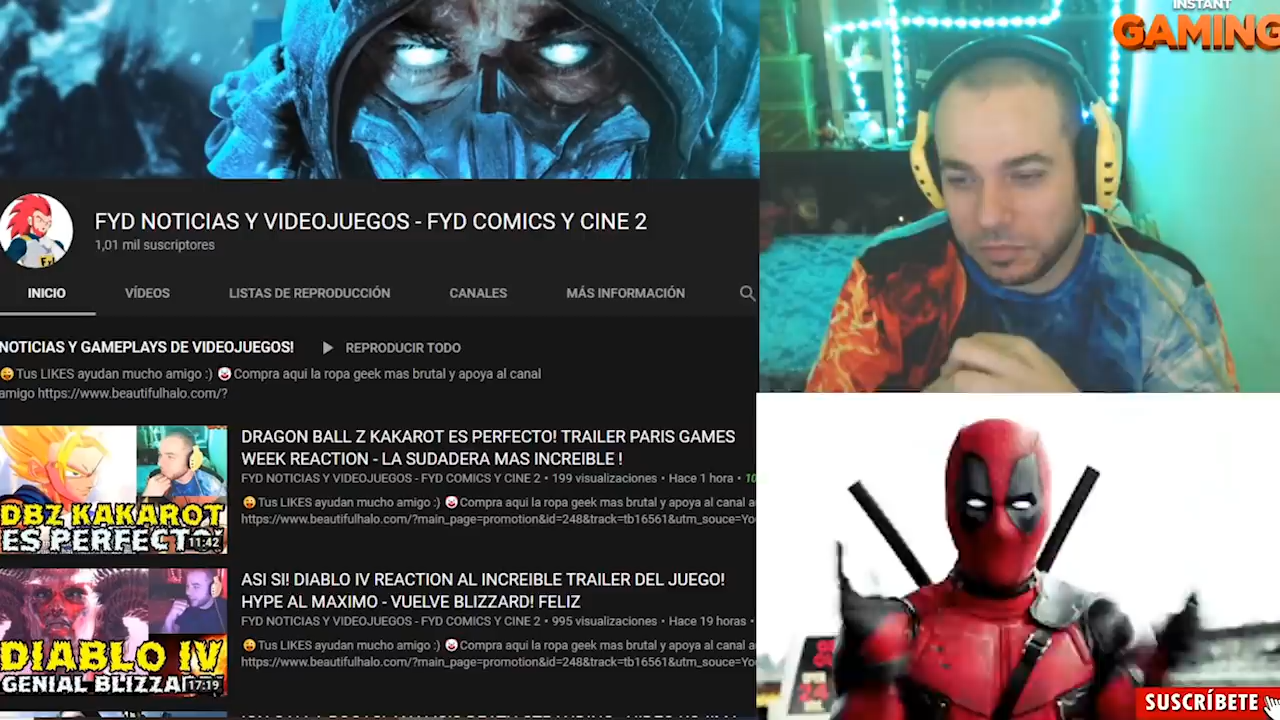 INSTANT
GAMING
FYD NOTICIAS Y VIDEOJUEGOS - FYD COMICS Y CINE 2
1,01 mil suscriptores
INICIO VÍDEOS LISTAS DE REPRODUCCIÓN CANALES MÁS INFORMACIÓN
NOTICIAS Y GAMEPLAYS DE VIDEOJUEGOS! REPRODUCIR TODO
😀Tus LIKES ayudan mucho amigo :) 🤡Compra aqui la ropa geek mas brutal y apoya al canal
amigo https://www.beautifulhalo.com/?
DRAGON BALL Z KAKAROT ES PERFECTO! TRAILER PARIS GAMES
WEEK REACTION - LA SUDADERA MAS INCREIBLE !
FYD NOTICIAS Y VIDEOJUEGOS - FYD COMICS Y CINE 2 • 199 visualizaciones • Hace 1 hora •
😀Tus LIKES ayudan mucho amigo :) 🤡Compra aqui la ropa geek mas brutal y apoya al canal a
https://www.beautifulhalo.com/?main_page=promotion&id=248&track=tb16561&utm_souce=Yo
DBZ KAKAROT
ES PERFECTO!
11:42
ASI SI! DIABLO IV REACTION AL INCREIBLE TRAILER DEL JUEGO!
HYPE AL MAXIMO - VUELVE BLIZZARD! FELIZ
FYD NOTICIAS Y VIDEOJUEGOS - FYD COMICS Y CINE 2 • 995 visualizaciones • Hace 19 horas •
😀Tus LIKES ayudan mucho amigo :) 🤡Compra aqui la ropa geek mas brutal y apoya al canal a
https://www.beautifulhalo.com/?main_page=promotion&id=248&track=tb16561&utm_souce=Yo
DIABLO IV
GENIAL
17:19
SUSCRÍBETE